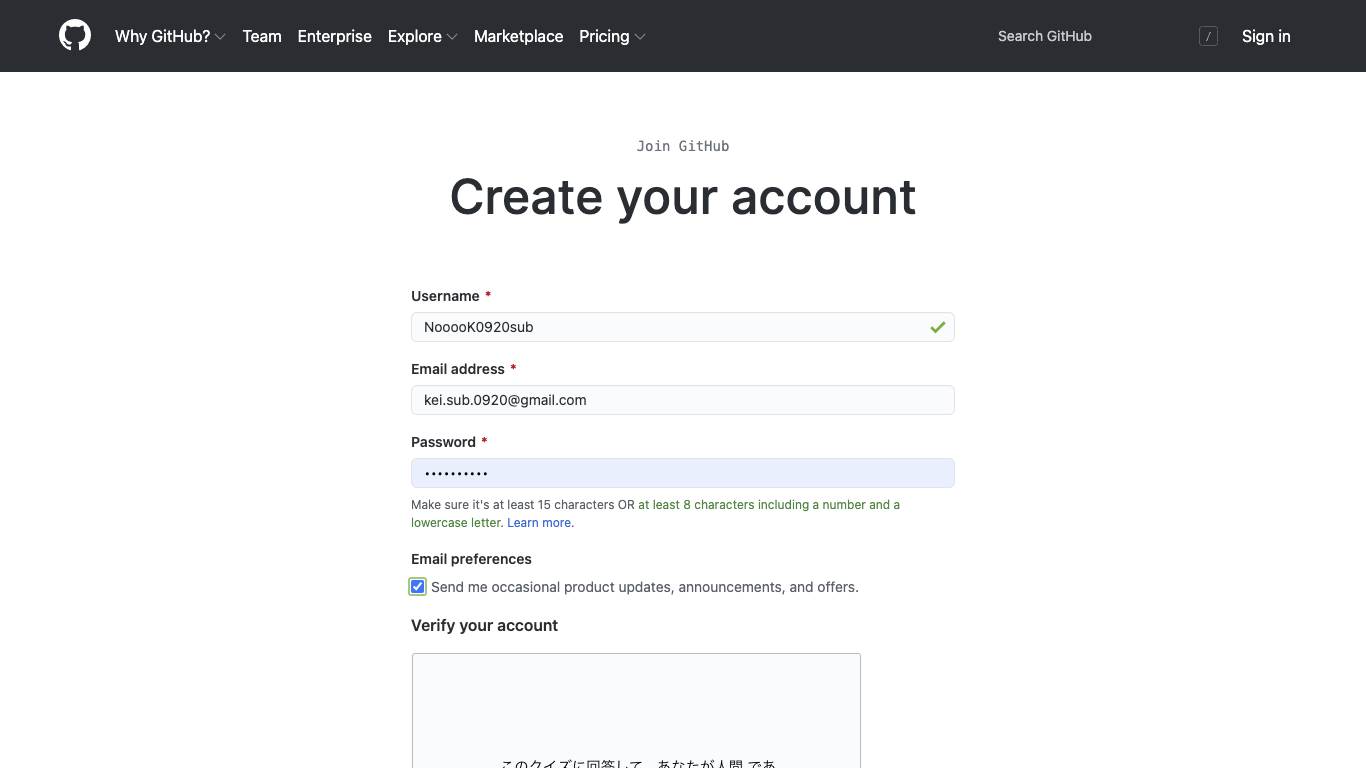 Why GitHub? Team Enterprise Explore Marketplace Pricing Search GitHub / Sign in
Join GitHub
Create your account
Username *
NooooK0920sub
Email address *
kei.sub.0920@gmail.com
Password *
••••••••••
Make sure it's at least 15 characters OR at least 8 characters including a number and a
lowercase letter. Learn more.
Email preferences
Send me occasional product updates, announcements, and offers.
Verify your account
このクイズに回答して、あなたが人間 であ